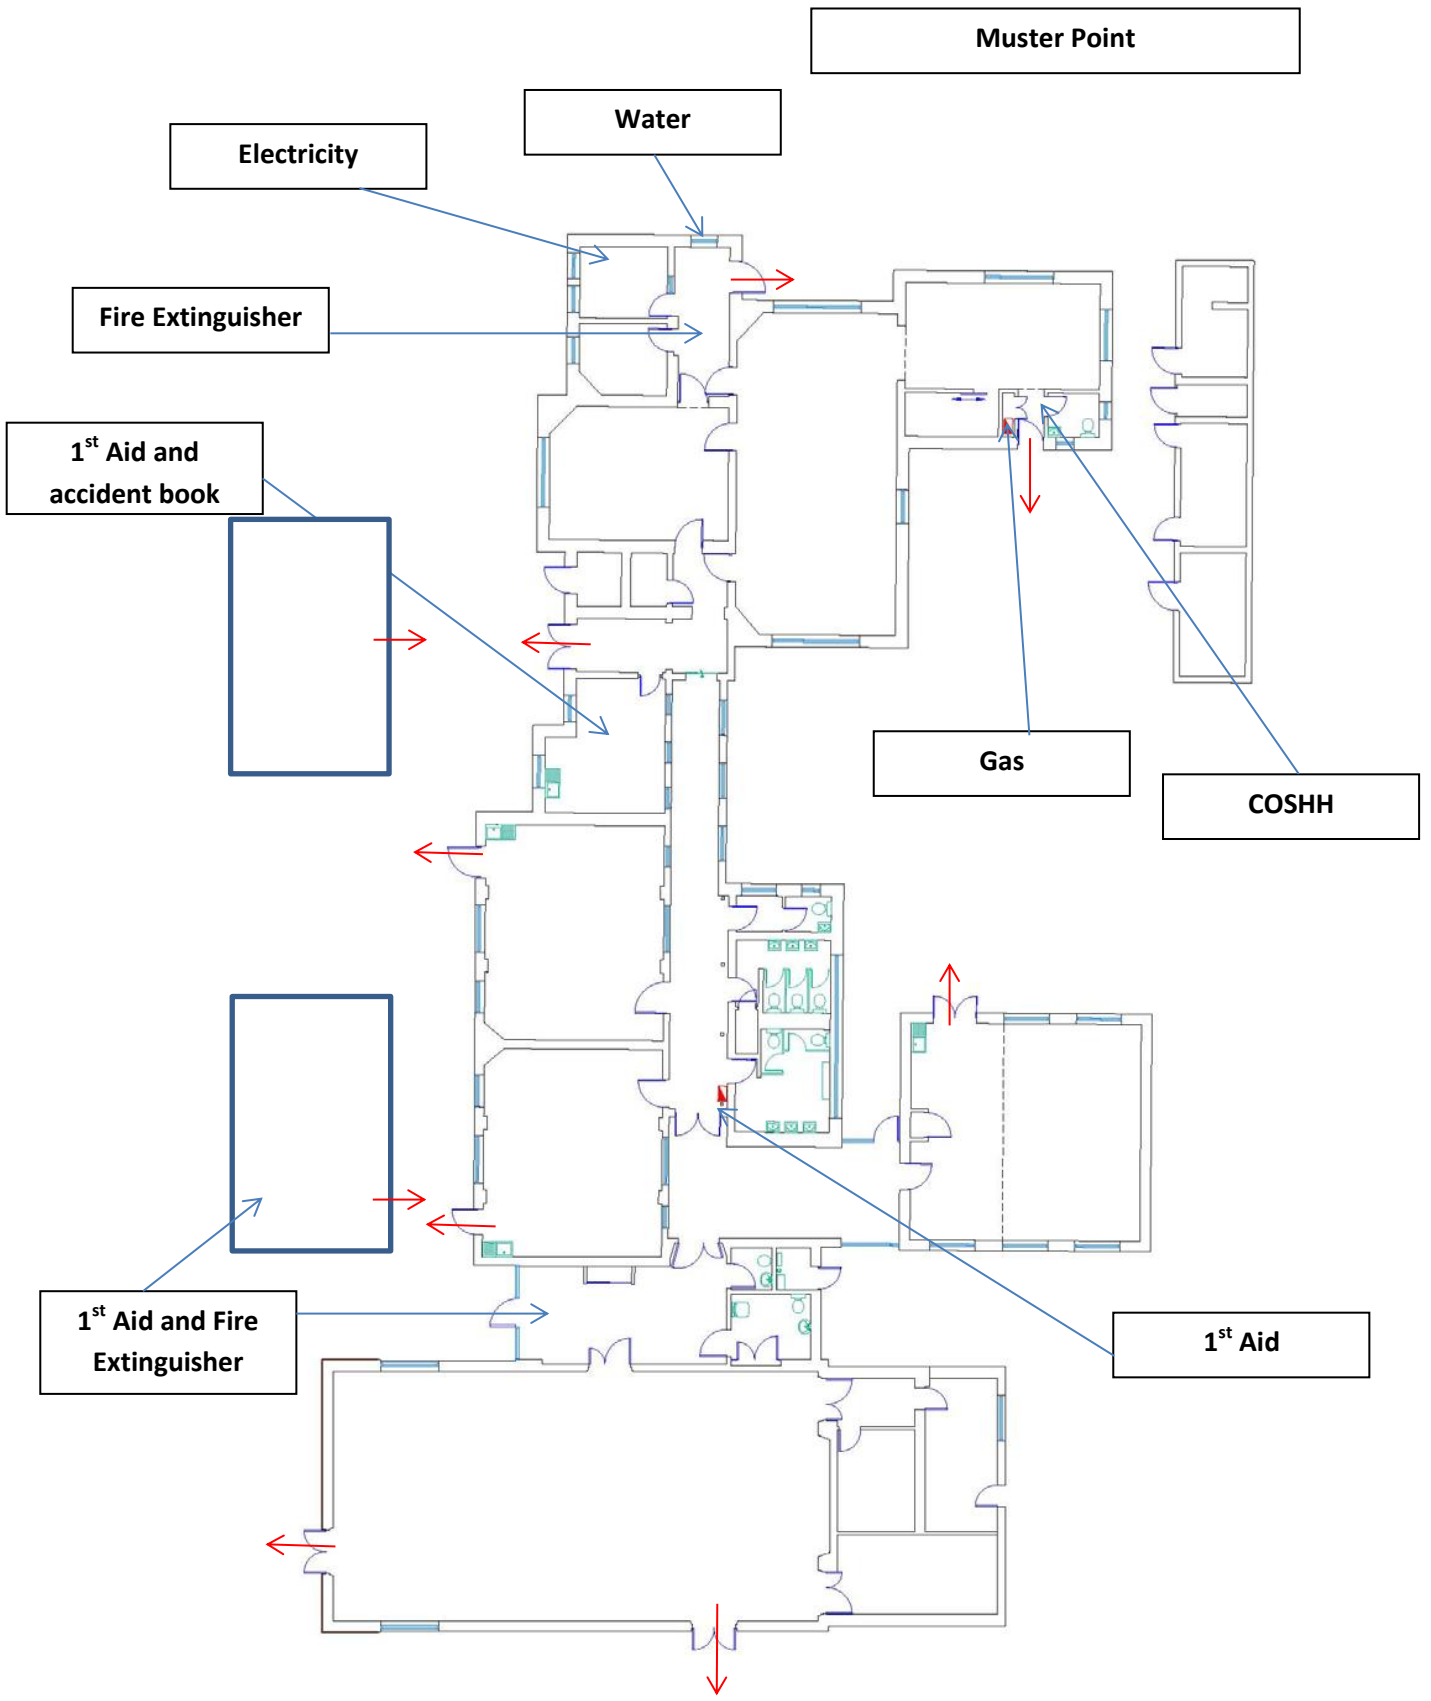 Muster Point
Water
Electricity
Fire Extinguisher
1st Aid and
accident book
Gas
COSHH
1st Aid and Fire
Extinguisher
1st Aid